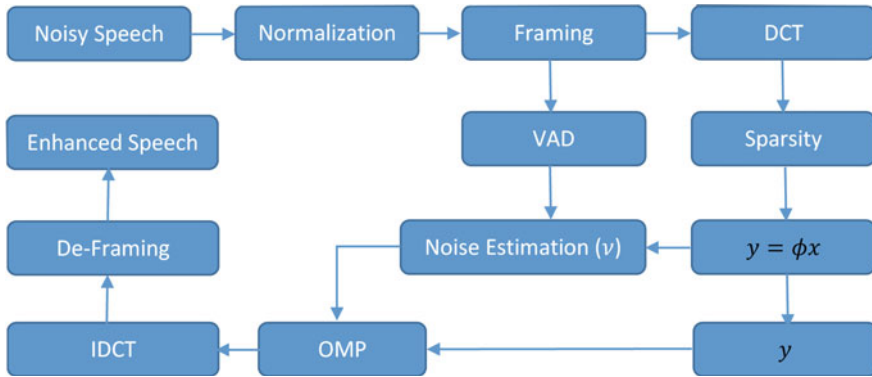 Noisy Speech
Normalization
Framing
DCT
Enhanced Speech
VAD
Sparsity
De-Framing
Noise Estimation (ν)
y = ϕx
IDCT
OMP
y